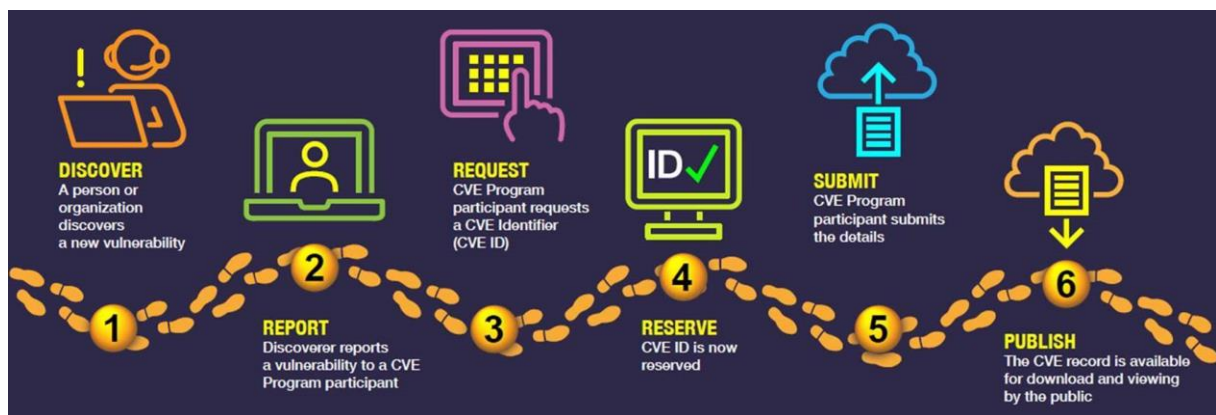 !
DISCOVER
A person or
organization
discovers
a new vulnerability
1
2
REPORT
Discoverer reports
a vulnerability to a CVE
Program participant
REQUEST
CVE Program
participant requests
a CVE Identifier
(CVE ID)
3
ID
4
RESERVE
CVE ID is now
reserved
SUBMIT
CVE Program
participant submits
the details
5
6
PUBLISH
The CVE record is available
for download and viewing
by the public